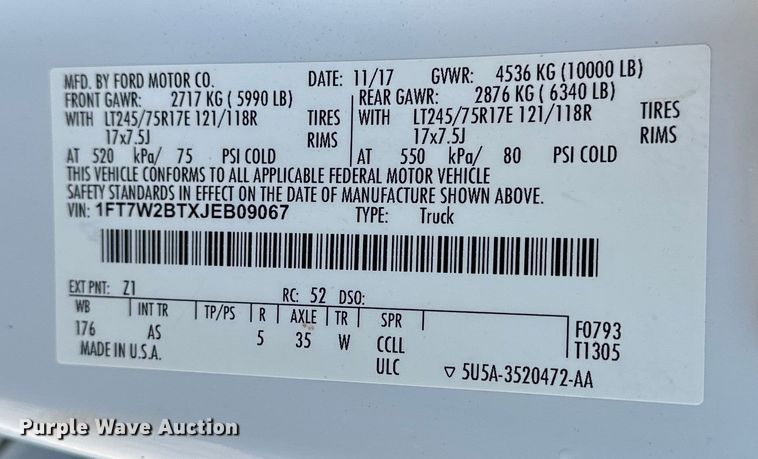 MFD. BY FORD MOTOR CO. DATE: 11/17 GVWR: 4536 KG (10000 LB)
FRONT GAWR: 2717 KG ( 5990 LB) REAR GAWR: 2876 KG ( 6340 LB)
WITH LT245/75R17E 121/118R TIRES WITH LT245/75R17E 121/118R TIRES
17x7.5J RIMS 17x7.5J RIMS
AT 520 kPa/ 75 PSI COLD AT 550 kPa/ 80 PSI COLD
THIS VEHICLE CONFORMS TO ALL APPLICABLE FEDERAL MOTOR VEHICLE
SAFETY STANDARDS IN EFFECT ON THE DATE OF MANUFACTURE SHOWN ABOVE.
VIN: 1FT7W2BTXJEB09067 TYPE: Truck
EXT PNT: Z1 RC: 52 DSO:
WB INT TR TP/PS R AXLE TR SPR F0793
176 AS 5 35 W CCLL T1305
MADE IN U.S.A. ULC 5U5A-3520472-AA
Purple Wave Auction